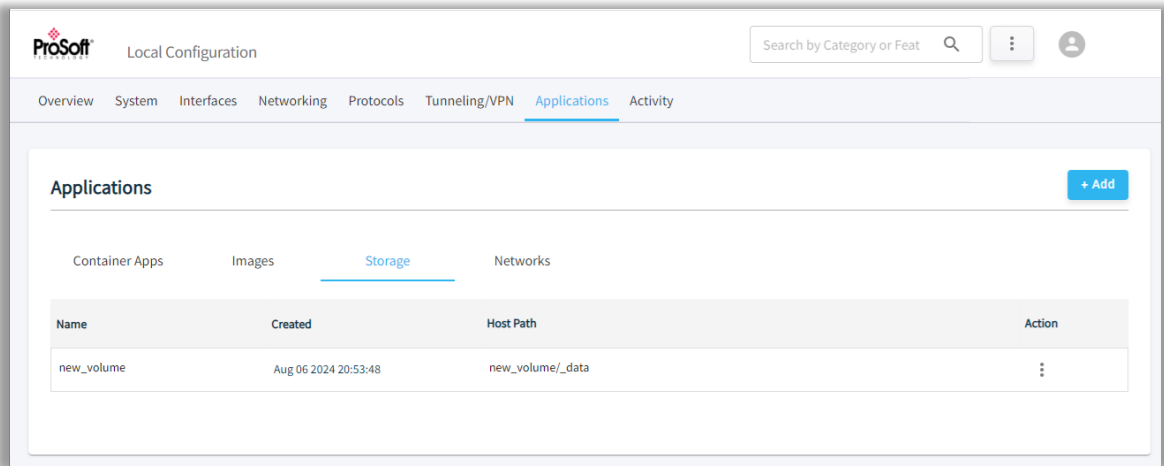 ProSoft
TECHNOLOGY
Local Configuration
Search by Category or Feat
Overview System Interfaces Networking Protocols Tunneling/VPN Applications Activity
Applications
+ Add
Container Apps Images Storage Networks
Name Created Host Path Action
new_volume Aug 06 2024 20:53:48 new_volume/_data